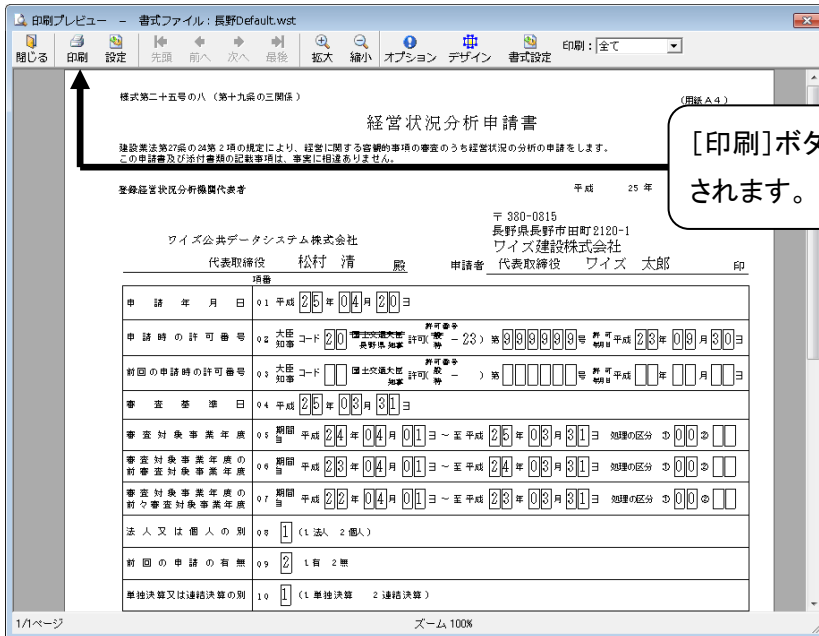 印刷プレビュー － 書式ファイル：長野Default.wst
閉じる 印刷 設定 先頭 前へ 次へ 最後 拡大 縮小 オプション デザイン 書式設定 印刷：全て
様式第二十五号の八 （第十九条の三関係）
（用紙Ａ４）
経営状況分析申請書
建設業法第27条の24第２項の規定により、経営に関する客観的事項の審査のうち経営状況の分析の申請をします。
この申請書及び添付書類の記載事項は、事実に相違ありません。
[印刷]ボタ
されます。
登録経営状況分析機関代表者
平成 25 年
〒 380-0815
長野県長野市田町2120-1
ワイズ公共データシステム株式会社
ワイズ建設株式会社
代表取締役 松村 清 殿 申請者 代表取締役 ワイズ 太郎 印
項番
申請年月日 01 平成 25 年 04 月 20 日
申請時の許可番号 02 大臣知事 コード 20 国土交通大臣 長野県知事 許可(般特 － 23) 許可番号 第 999999 号 許可年月日 平成 23 年 09 月 30 日
前回の申請時の許可番号 03 大臣知事 コード 国土交通大臣 知事 許可(般特 － ) 許可番号 第 号 許可年月日 平成 年 月 日
審査基準日 04 平成 25 年 03 月 31 日
審査対象事業年度 05 期間自 平成 24 年 04 月 01 日 ～ 至 平成 25 年 03 月 31 日 処理の区分 ① 00 ②
審査対象事業年度の前審査対象事業年度 06 期間自 平成 23 年 04 月 01 日 ～ 至 平成 24 年 03 月 31 日 処理の区分 ① 00 ②
審査対象事業年度の前々審査対象事業年度 07 期間自 平成 22 年 04 月 01 日 ～ 至 平成 23 年 03 月 31 日 処理の区分 ① 00 ②
法人又は個人の別 08 1 (1.法人 2.個人)
前回の申請の有無 09 2 1.有 2.無
単独決算又は連結決算の別 10 1 (1.単独決算 2.連結決算)
1/1ページ ズーム 100%